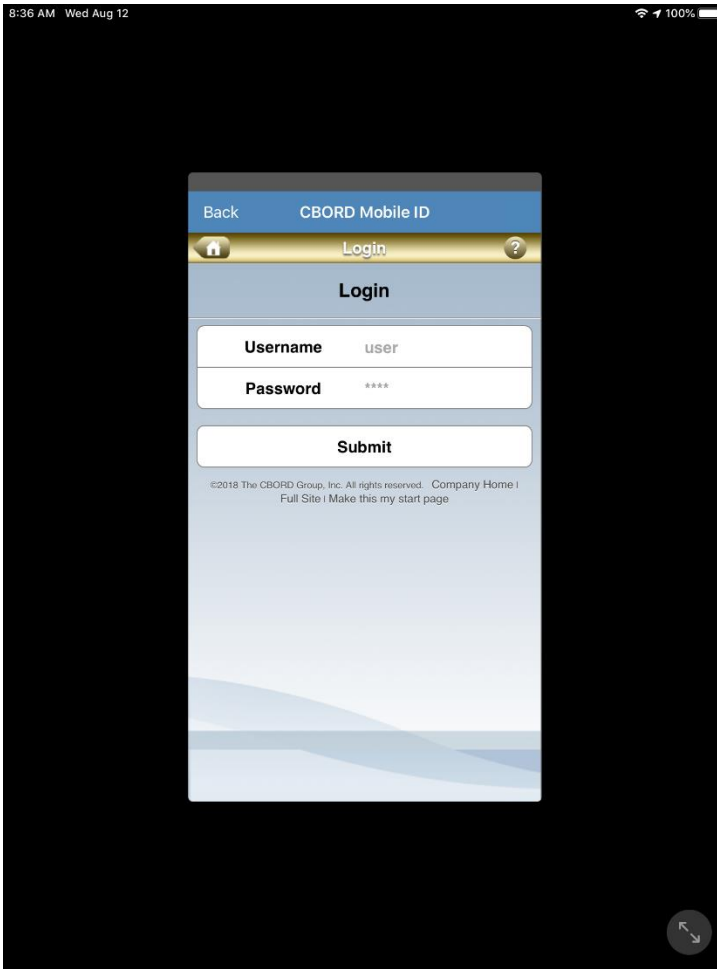 8:36 AM Wed Aug 12 100%
Back CBORD Mobile ID
Login ?
Login
Username user
Password ****
Submit
©2018 The CBORD Group, Inc. All rights reserved. Company Home |
Full Site | Make this my start page